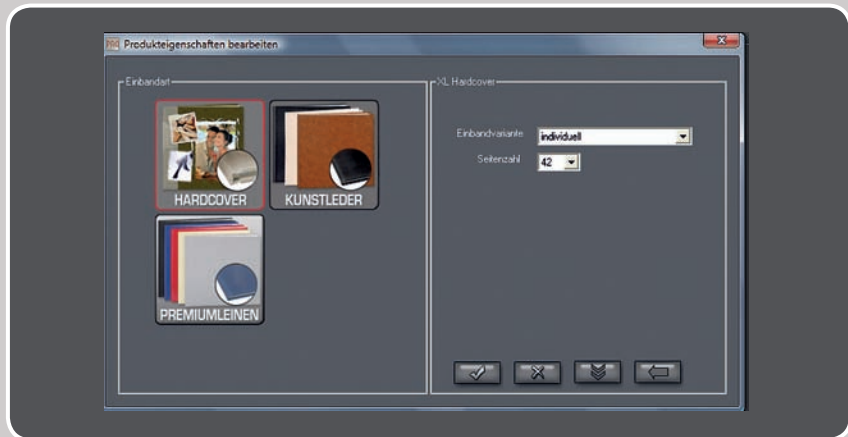 Produkteigenschaften bearbeiten
Einbandart
HARDCOVER
KUNSTLEDER
PREMIUMLEINEN
XL Hardcover
Einbandvariante individuell
Seitenzahl 42